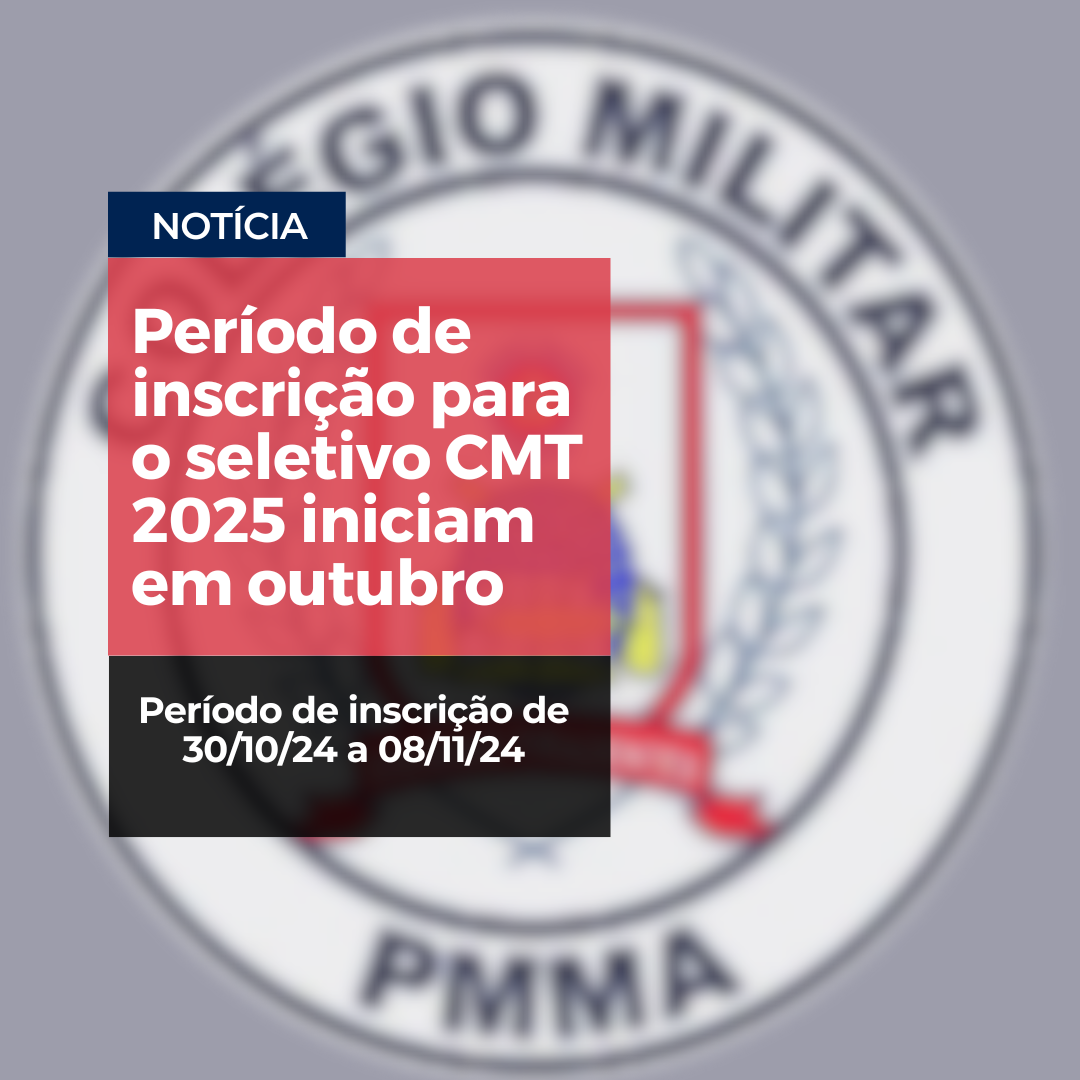 COLÉGIO MILITAR
NOTÍCIA
Período de
inscrição para
o seletivo CMT
2025 iniciam
em outubro
Período de inscrição de
30/10/24 a 08/11/24
PMMA